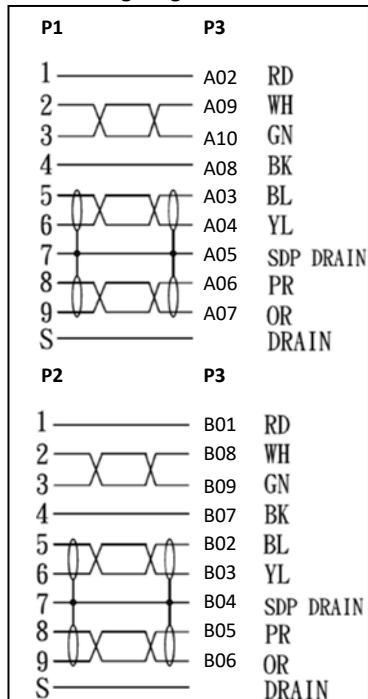 P1 P3
1 A02 RD
2 A09 WH
3 A10 GN
4 A08 BK
5 A03 BL
6 A04 YL
7 A05 SDP DRAIN
8 A06 PR
9 A07 OR
S DRAIN
P2 P3
1 B01 RD
2 B08 WH
3 B09 GN
4 B07 BK
5 B02 BL
6 B03 YL
7 B04 SDP DRAIN
8 B05 PR
9 B06 OR
S DRAIN